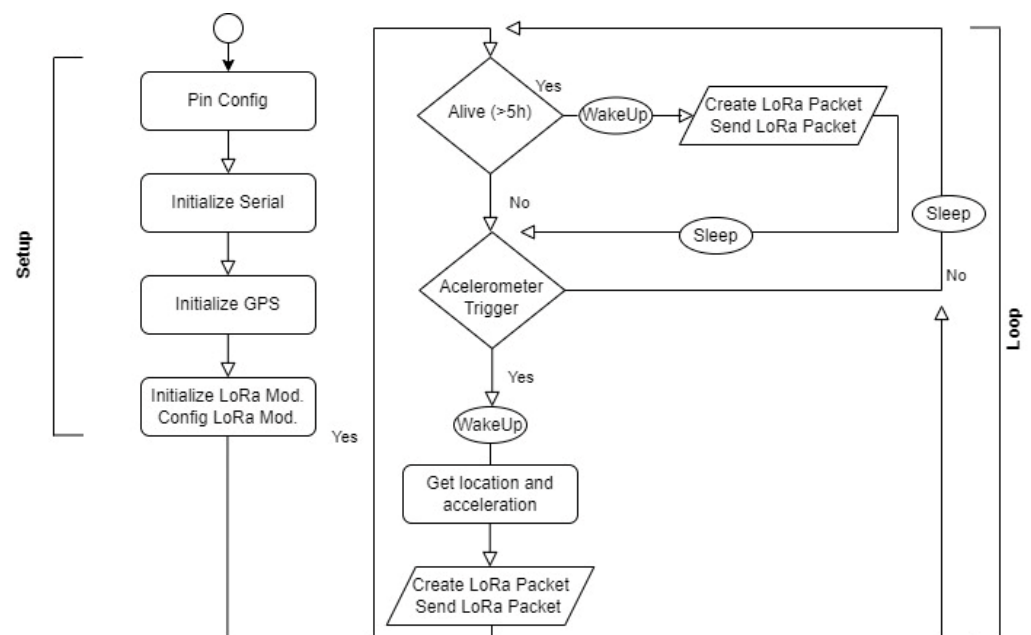 Setup
Pin Config
Initialize Serial
Initialize GPS
Initialize LoRa Mod.
Config LoRa Mod.
Yes
Alive (>5h)
Yes
WakeUp
Create LoRa Packet
Send LoRa Packet
No
Sleep
Sleep
Acelerometer
Trigger
No
Yes
WakeUp
Get location and
acceleration
Create LoRa Packet
Send LoRa Packet
Loop